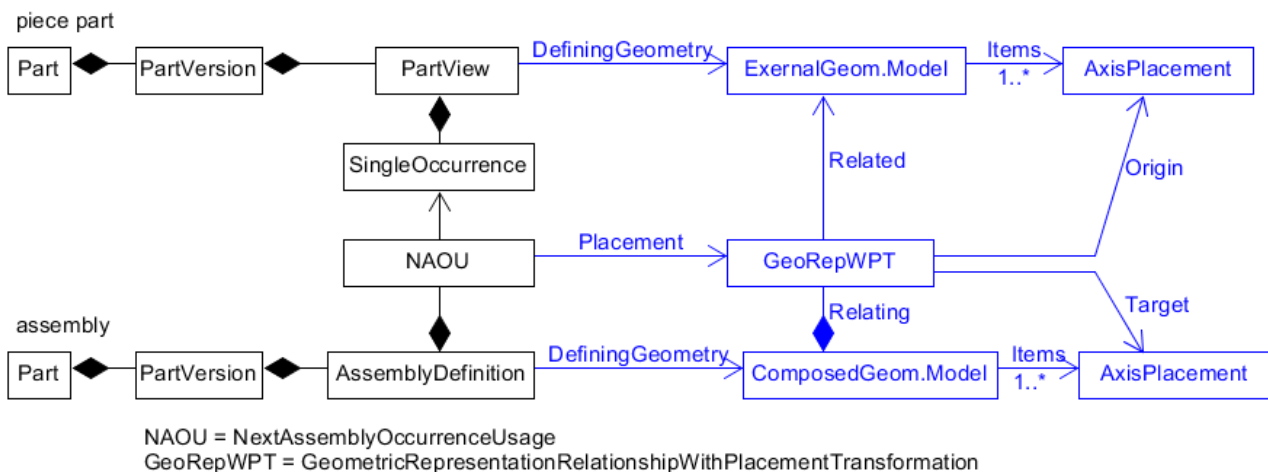 piece part
Part
PartVersion
PartView
DefiningGeometry
ExernalGeom.Model
Items
1..*
AxisPlacement
SingleOccurrence
Related
Origin
NAOU
Placement
GeoRepWPT
Relating
Target
assembly
Part
PartVersion
AssemblyDefinition
DefiningGeometry
ComposedGeom.Model
Items
1..*
AxisPlacement
NAOU = NextAssemblyOccurrenceUsage
GeoRepWPT = GeometricRepresentationRelationshipWithPlacementTransformation